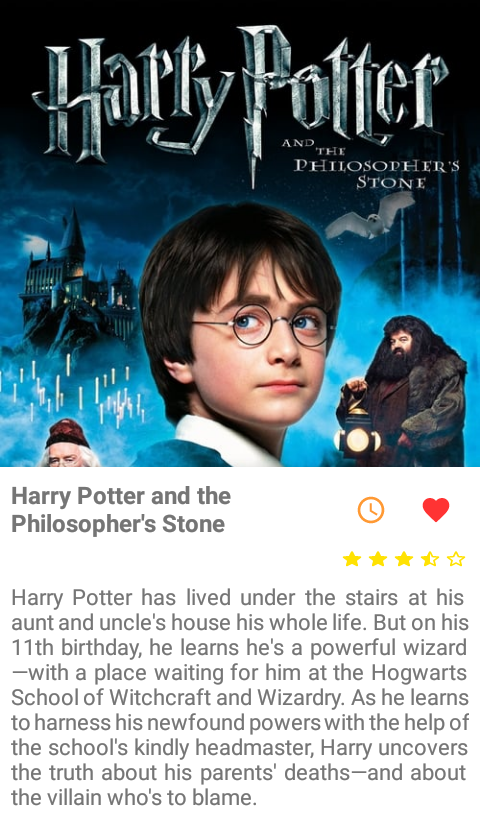 Harry Potter
AND
THE
PHILOSOPHER'S
STONE
Harry Potter and the
Philosopher's Stone
Harry Potter has lived under the stairs at his
aunt and uncle's house his whole life. But on his
11th birthday, he learns he's a powerful wizard
—with a place waiting for him at the Hogwarts
School of Witchcraft and Wizardry. As he learns
to harness his newfound powers with the help of
the school's kindly headmaster, Harry uncovers
the truth about his parents' deaths—and about
the villain who's to blame.